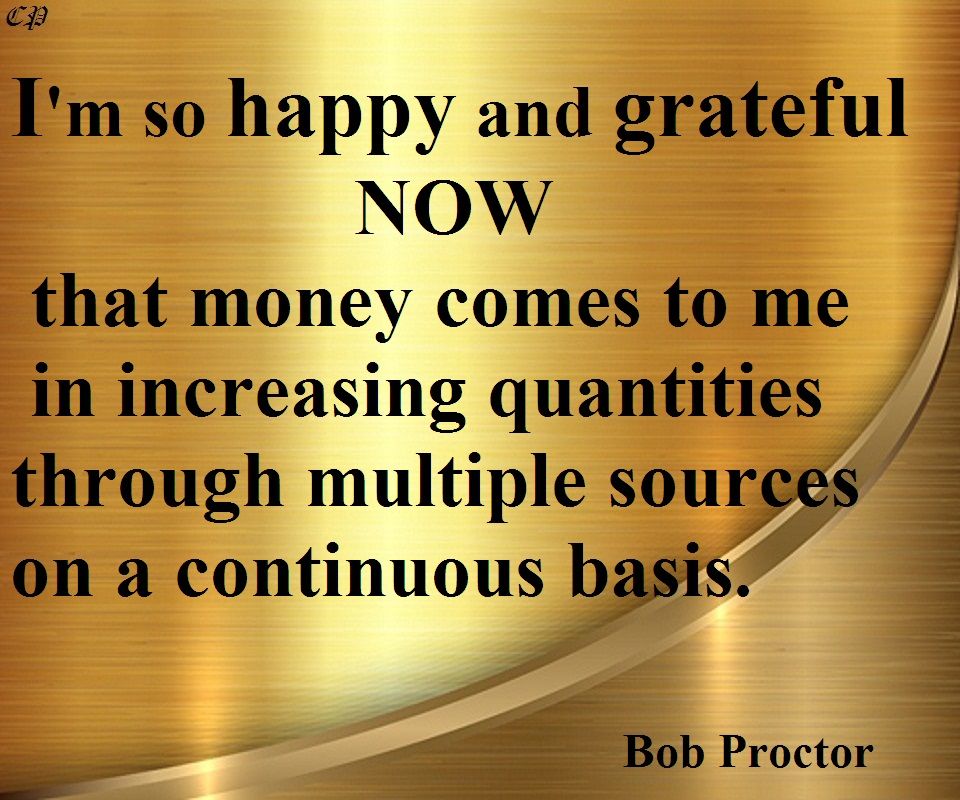 CP
I'm so happy and grateful
NOW
that money comes to me
in increasing quantities
through multiple sources
on a continuous basis.
Bob Proctor